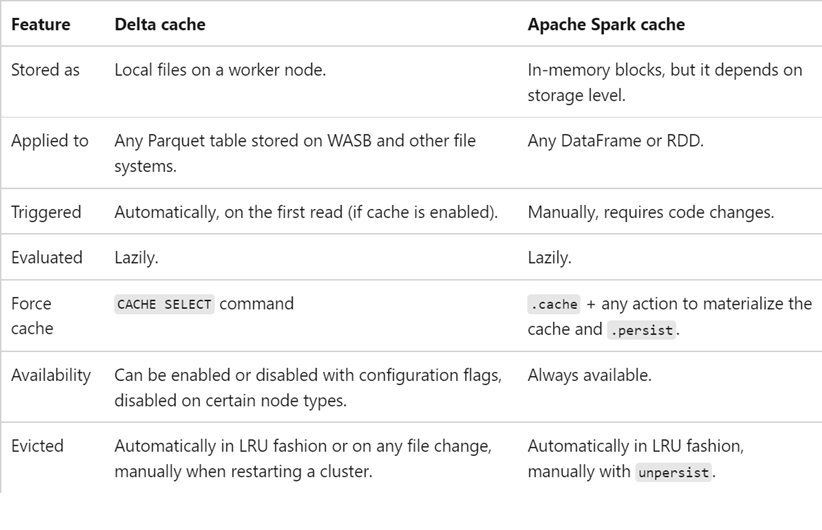 Feature Delta cache Apache Spark cache
Stored as Local files on a worker node. In-memory blocks, but it depends on
storage level.
Applied to Any Parquet table stored on WASB and other file Any DataFrame or RDD.
systems.
Triggered Automatically, on the first read (if cache is enabled). Manually, requires code changes.
Evaluated Lazily. Lazily.
Force CACHE SELECT command .cache + any action to materialize the
cache cache and .persist.
Availability Can be enabled or disabled with configuration flags, Always available.
disabled on certain node types.
Evicted Automatically in LRU fashion or on any file change, Automatically in LRU fashion,
manually when restarting a cluster. manually with unpersist.